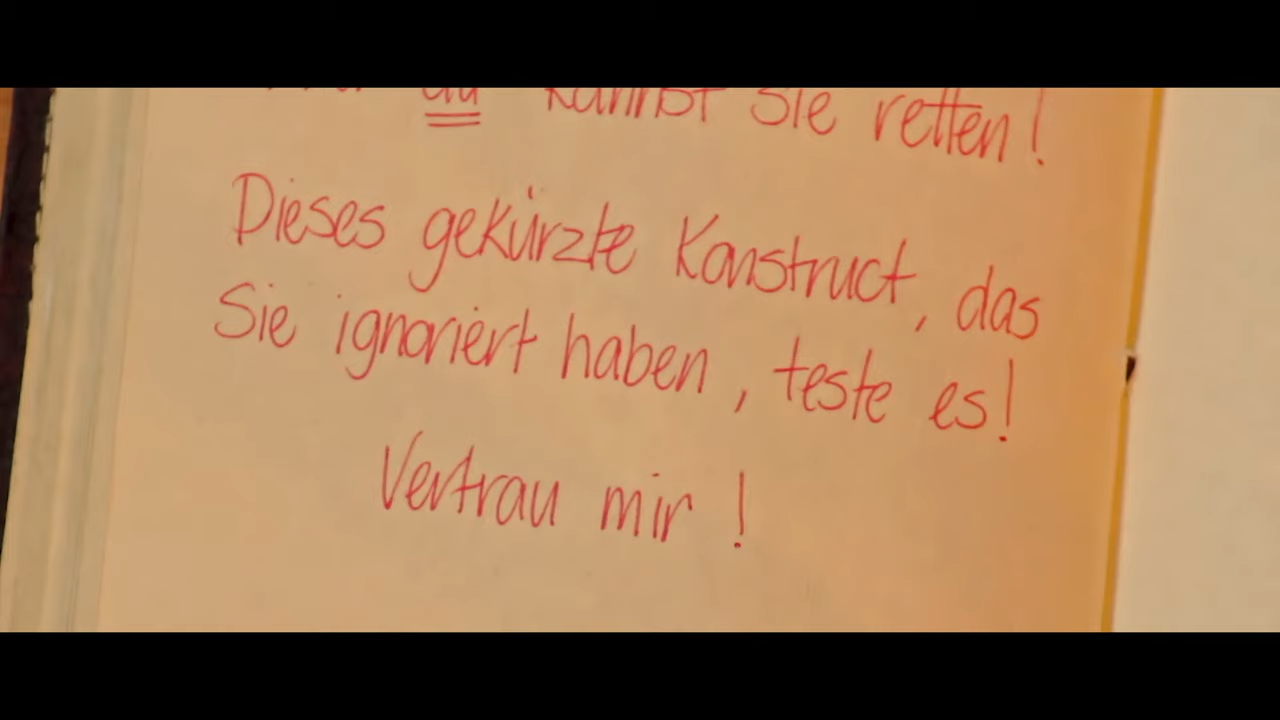 du kannst Sie retten!
Dieses gekürzte Konstruct, das
Sie ignoriert haben, teste es!
Vertrau mir!